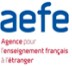 aefe
Agence pour
l'enseignement français
à l'étranger